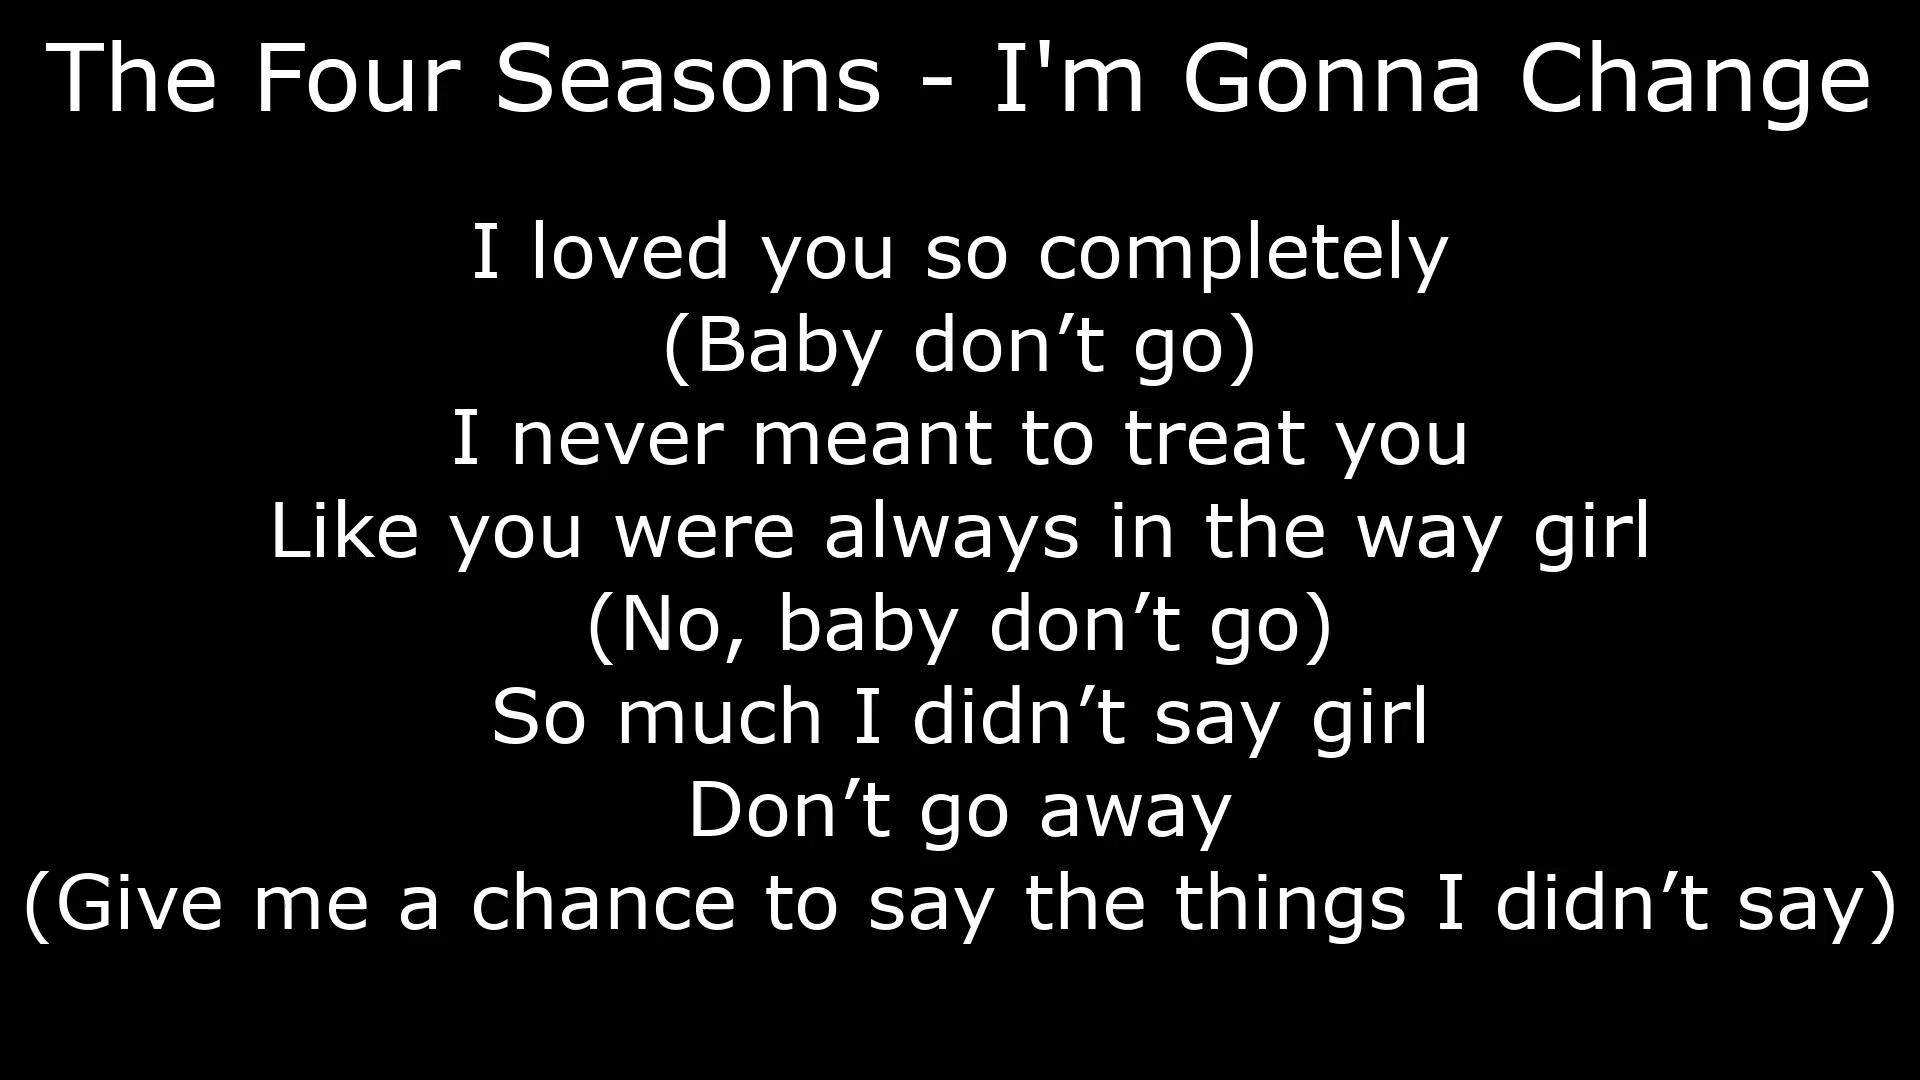 The Four Seasons - I'm Gonna Change
I loved you so completely
(Baby don’t go)
I never meant to treat you
Like you were always in the way girl
(No, baby don’t go)
So much I didn’t say girl
Don’t go away
(Give me a chance to say the things I didn’t say)